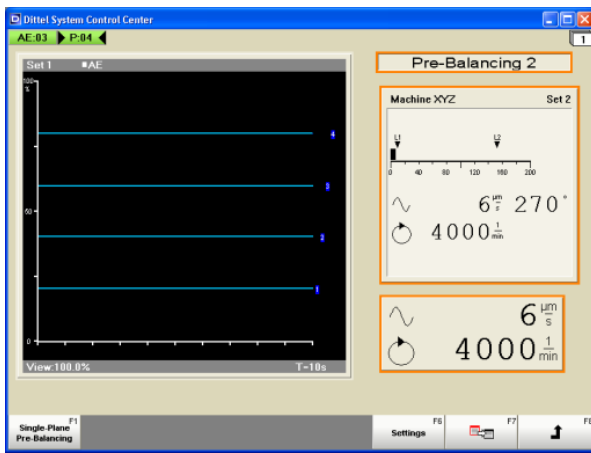 Dittel System Control Center
AE:03 P:04
1
Set 1 ■AE
Pre-Balancing 2
100
%
Machine XYZ Set 2
4
L1 L2
0 40 80 120 160 200
3
50
6 µm/s 270°
2
4000 1/min
1
6 µm/s
0
4000 1/min
View:100.0% T-10s
F1 F6 F7 F8
Single-Plane
Pre-Balancing
Settings